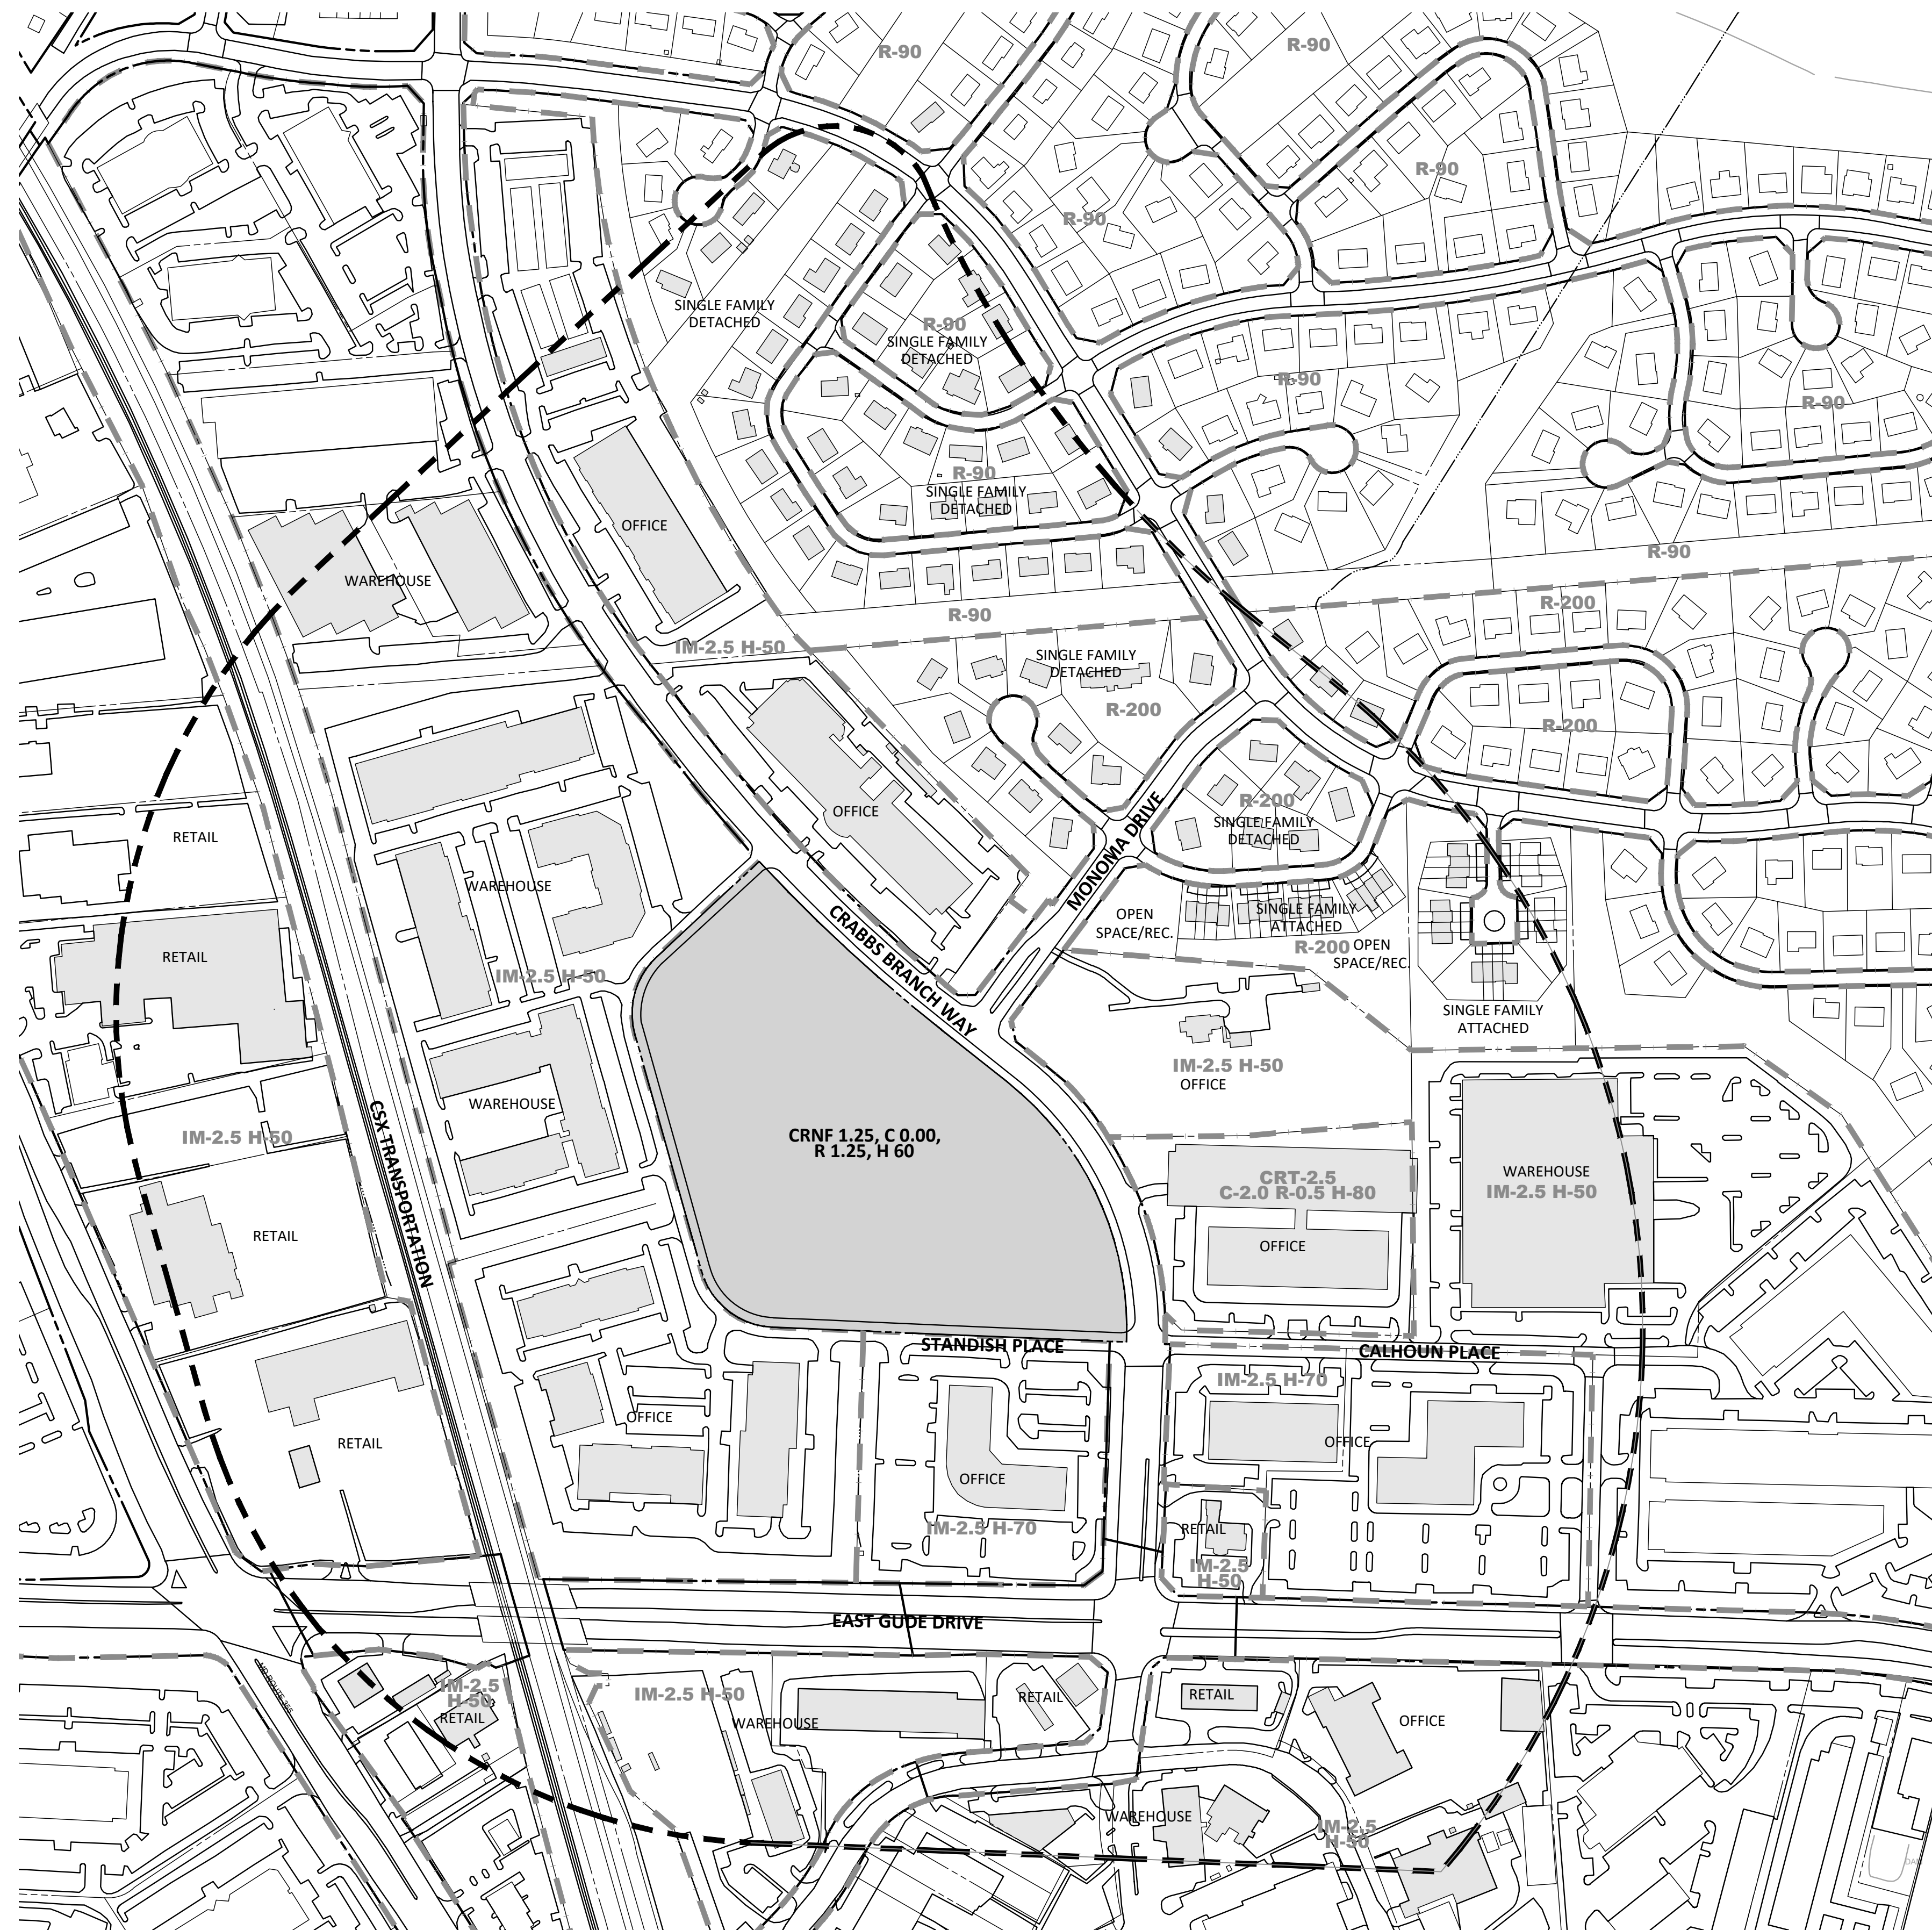 R-90
R-90
R-90
R-90
SINGLE FAMILY
DETACHED
R-90
SINGLE FAMILY
DETACHED
R-90
R-90
R-90
SINGLE FAMILY
DETACHED
OFFICE
WAREHOUSE
R-90
R-200
R-90
IM-2.5 H-50
SINGLE FAMILY
DETACHED
R-200
R-200
RETAIL
OFFICE
R-200
SINGLE FAMILY
DETACHED
MONOMA DRIVE
WAREHOUSE
CRABBS BRANCH WAY
OPEN
SPACE/REC.
SINGLE FAMILY
ATTACHED
R-200
OPEN
SPACE/REC.
RETAIL
IM-2.5 H-50
SINGLE FAMILY
ATTACHED
IM-2.5 H-50
OFFICE
WAREHOUSE
CSX TRANSPORTATION
IM-2.5 H-50
CRNF 1.25, C 0.00,
R 1.25, H 60
CRT-2.5
C-2.0 R-0.5 H-80
WAREHOUSE
IM-2.5 H-50
RETAIL
OFFICE
STANDISH PLACE
CALHOUN PLACE
IM-2.5 H-70
OFFICE
RETAIL
OFFICE
OFFICE
IM-2.5 H-70
RETAIL
IM-2.5
H-50
EAST GUDE DRIVE
MD ROUTE 355
IM-2.5
H-50
RETAIL
IM-2.5 H-50
WAREHOUSE
RETAIL
RETAIL
OFFICE
WAREHOUSE
IM-2.5
H-50